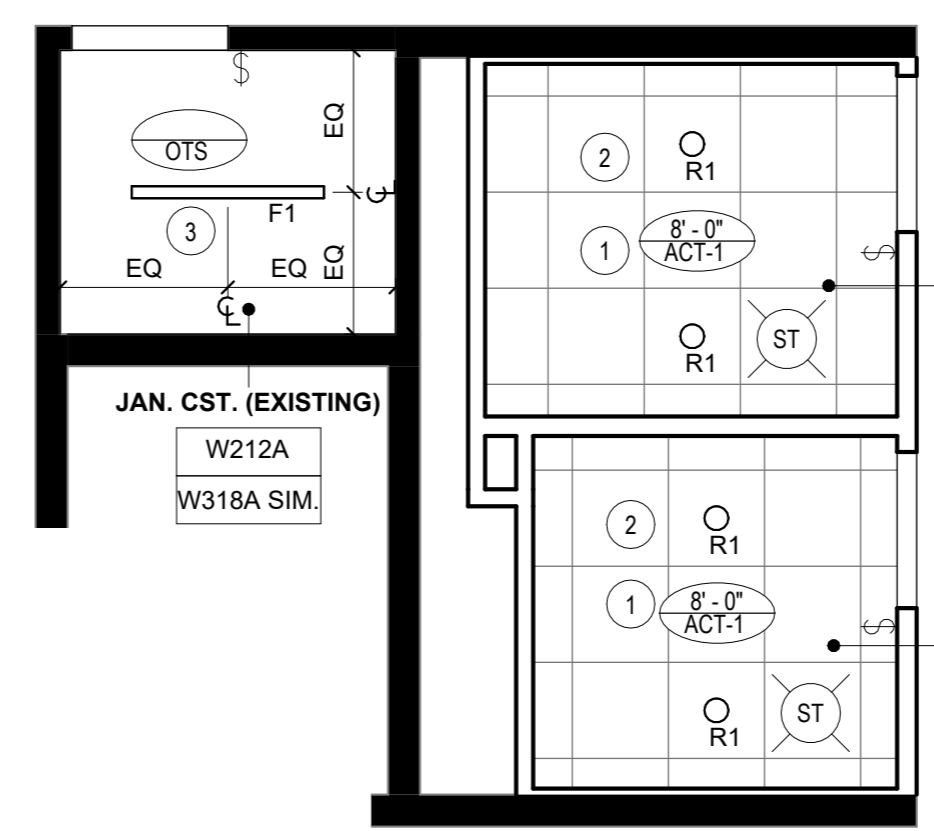 $
OTS
EQ
F1
3
EQ
EQ
EQ
℄
℄
JAN. CST. (EXISTING)
W212A
W318A SIM.
2
R1
1
8' - 0"
ACT-1
$
R1
ST
2
R1
1
8' - 0"
ACT-1
$
R1
ST